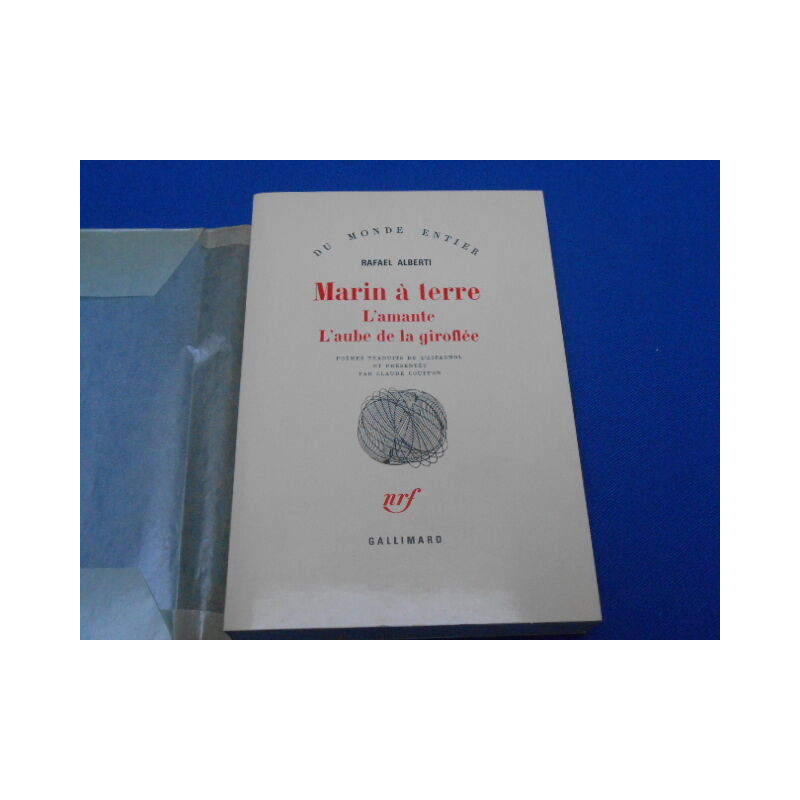 DU MONDE ENTIER
RAFAEL ALBERTI
Marin à terre
L'amante
L'aube de la giroflée
POÈMES TRADUITS DE L'ESPAGNOL
ET PRÉSENTÉS
PAR CLAUDE COUFFON
nrf
GALLIMARD